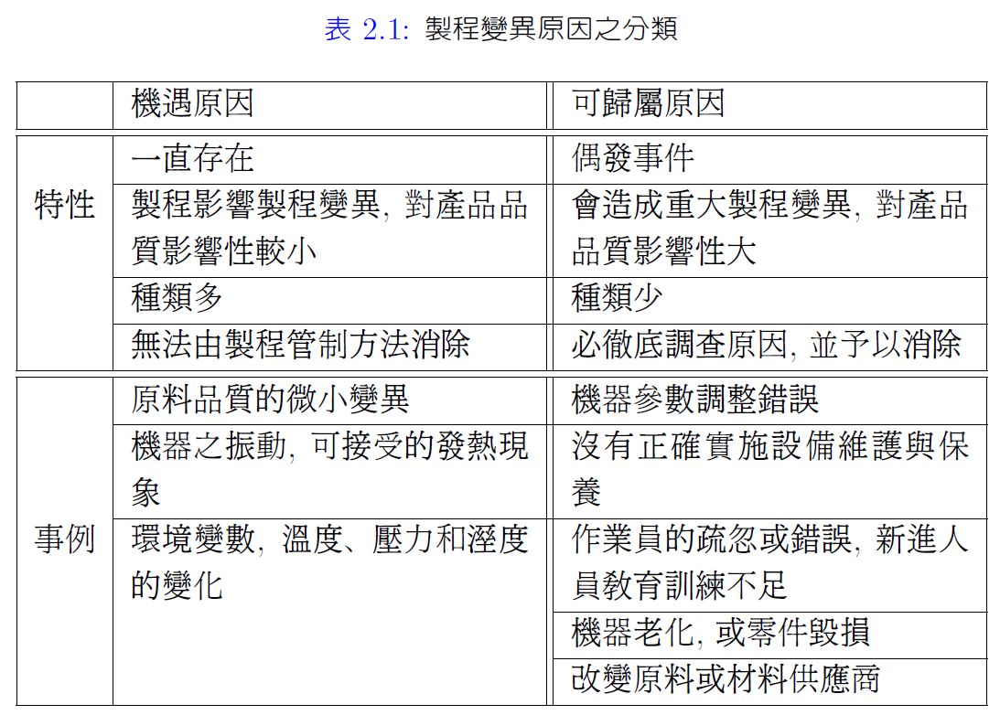 表 2.1: 製程變異原因之分類
機遇原因 可歸屬原因
一直存在 偶發事件
特性 製程影響製程變異, 對產品品 會造成重大製程變異, 對產品
質影響性較小 品質影響性大
種類多 種類少
無法由製程管制方法消除 必徹底調查原因, 並予以消除
原料品質的微小變異 機器參數調整錯誤
機器之振動, 可接受的發熱現 沒有正確實施設備維護與保
象 養
事例 環境變數, 溫度、壓力和溼度 作業員的疏忽或錯誤, 新進人
的變化 員教育訓練不足
機器老化, 或零件毀損
改變原料或材料供應商